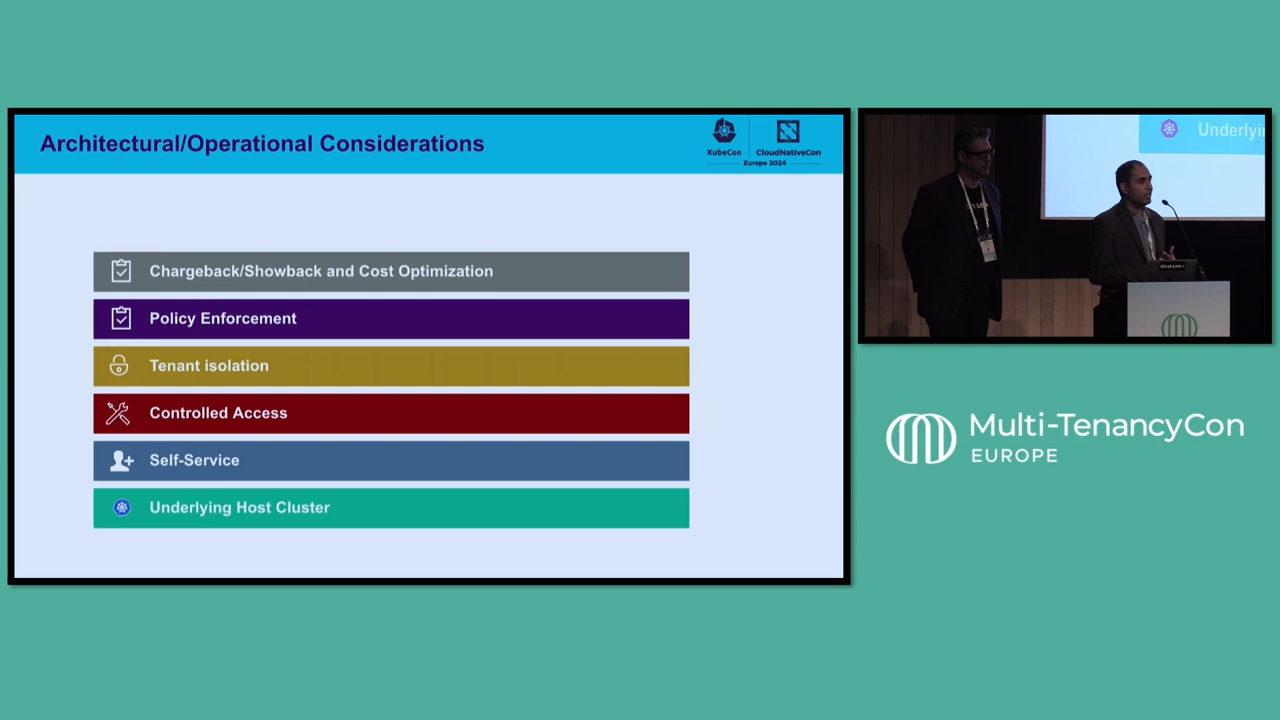 Architectural/Operational Considerations
KubeCon
CloudNativeCon
Europe 2024
Chargeback/Showback and Cost Optimization
Policy Enforcement
Tenant isolation
Controlled Access
Self-Service
Underlying Host Cluster
Underlyi
Multi-TenancyCon
EUROPE